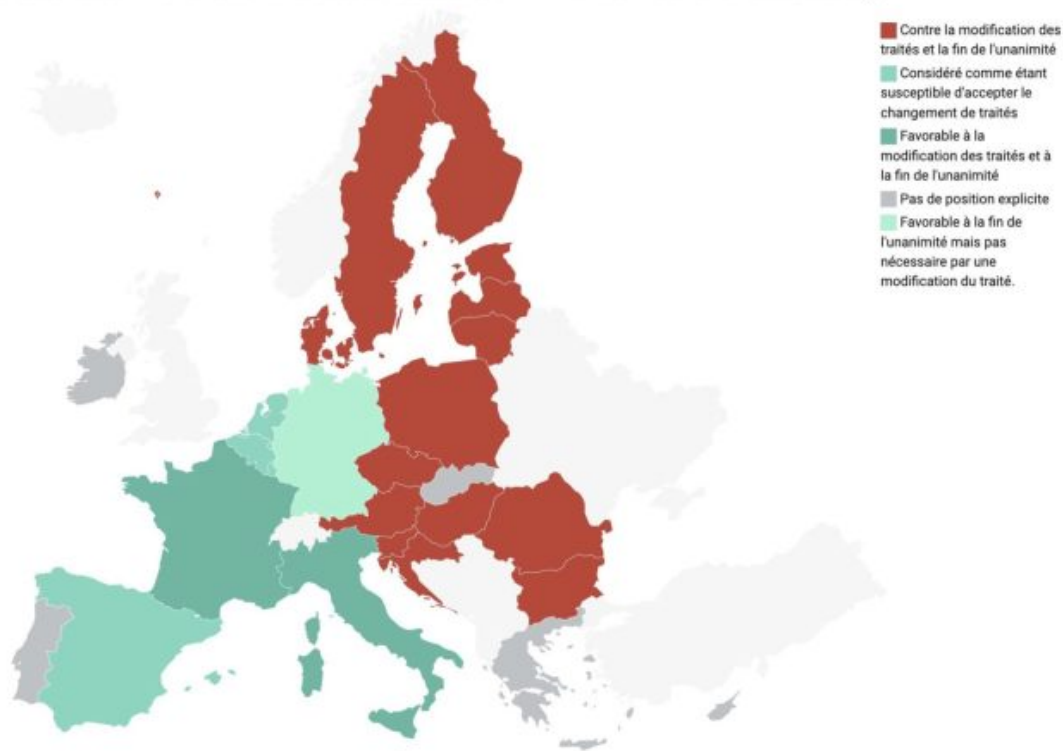 Contre la modification des
traités et la fin de l'unanimité
Considéré comme étant
susceptible d'accepter le
changement de traités
Favorable à la
modification des traités et à
la fin de l'unanimité
Pas de position explicite
Favorable à la fin de
l'unanimité mais pas
nécessaire par une
modification du traité.